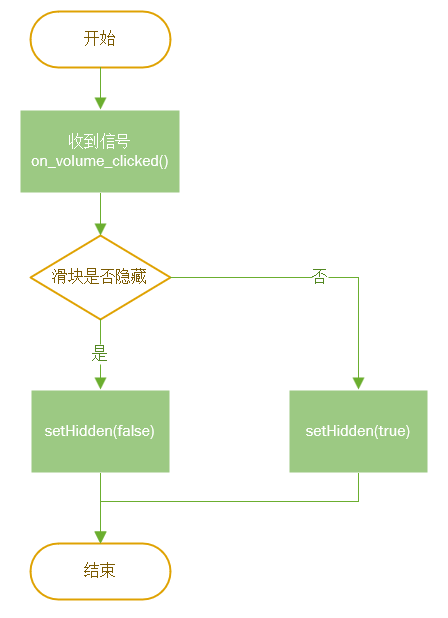 开始
收到信号
on_volume_clicked()
滑块是否隐藏
否
是
setHidden(false)
setHidden(true)
结束